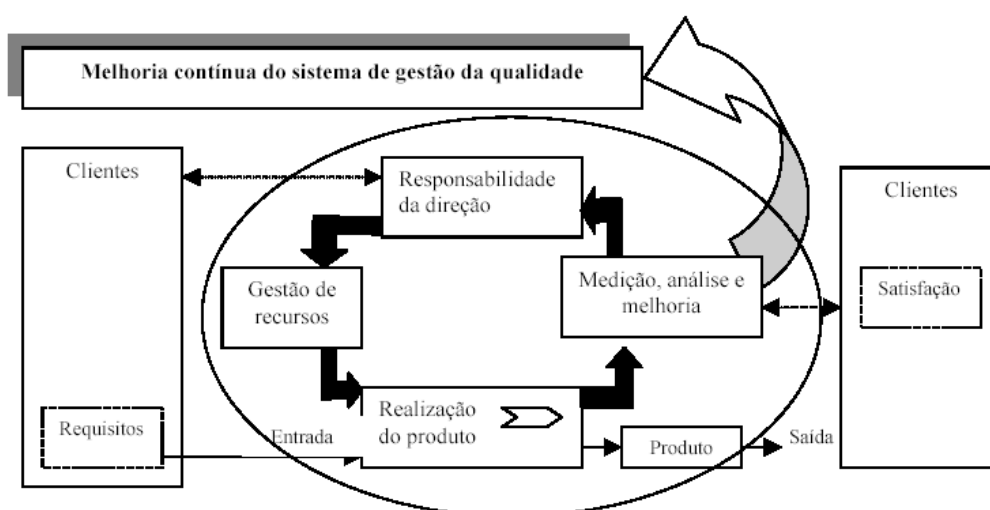 Melhoria contínua do sistema de gestão da qualidade
Clientes
Responsabilidade
da direção
Clientes
Gestão de
recursos
Medição, análise e
melhoria
Satisfação
Requisitos
Entrada
Realização
do produto
Produto
Saída